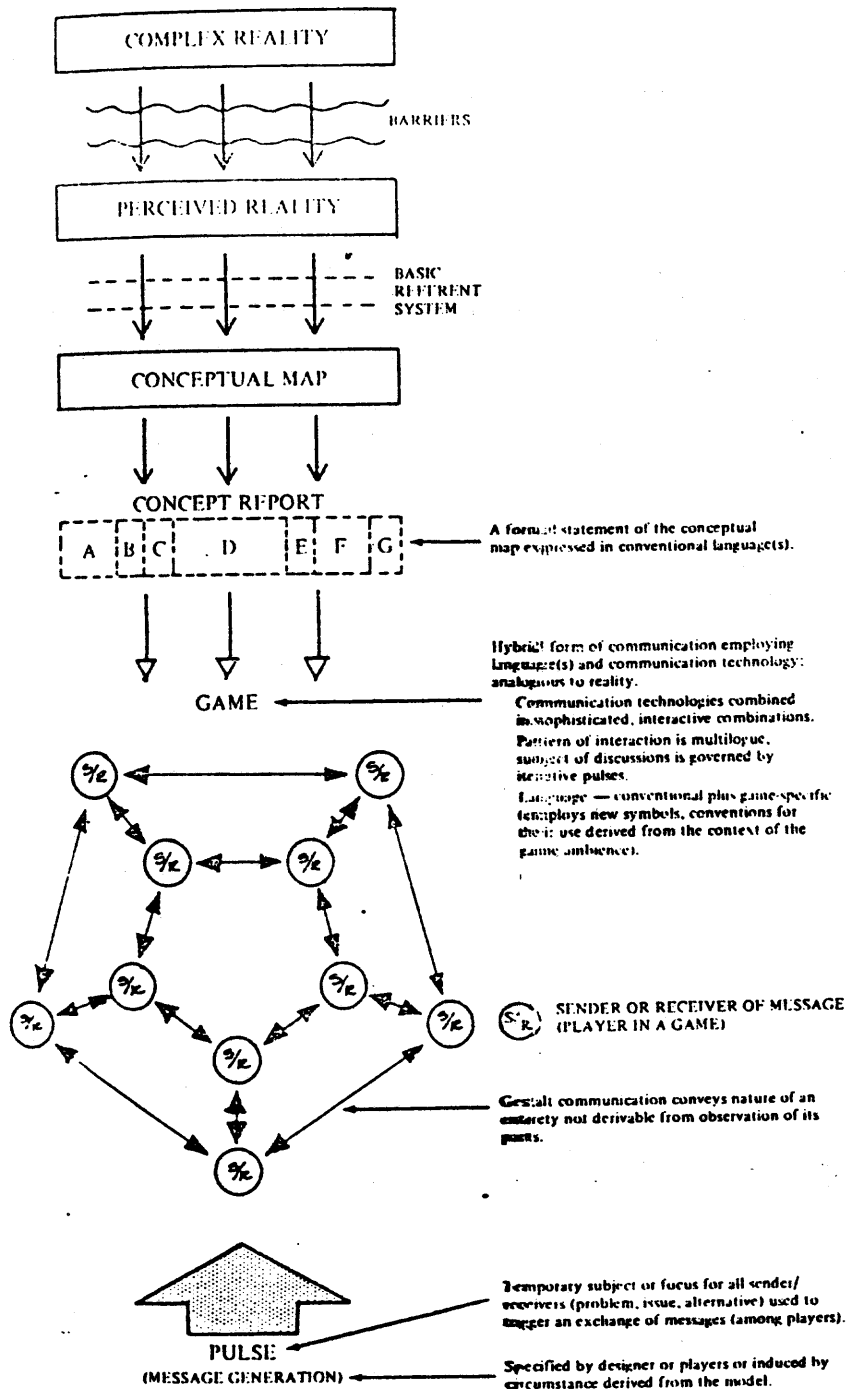 COMPLEX REALITY
BARRIERS
PERCEIVED REALITY
BASIC
REFERENT
SYSTEM
CONCEPTUAL MAP
CONCEPT REPORT
A B C D E F G
A formal statement of the conceptual
map expressed in conventional language(s).
Hybrid form of communication employing
language(s) and communication technology;
analogous to reality.
GAME
Communication technologies combined
in sophisticated, interactive combinations.
Pattern of interaction is multilogue,
subject of discussions is governed by
iterative pulses.
Language — conventional plus game-specific
(employs new symbols, conventions for
their use derived from the context of the
game ambience).
S/R S/R
S/R S/R
S/R S/R
S/R S/R
S/R
S/R
S/R SENDER OR RECEIVER OF MESSAGE
(PLAYER IN A GAME)
Gestalt communication conveys nature of an
entirety not derivable from observation of its
parts.
Temporary subject or focus for all sender/
receivers (problem, issue, alternative) used to
trigger an exchange of messages (among players).
PULSE
(MESSAGE GENERATION)
Specified by designer or players or induced by
circumstance derived from the model.